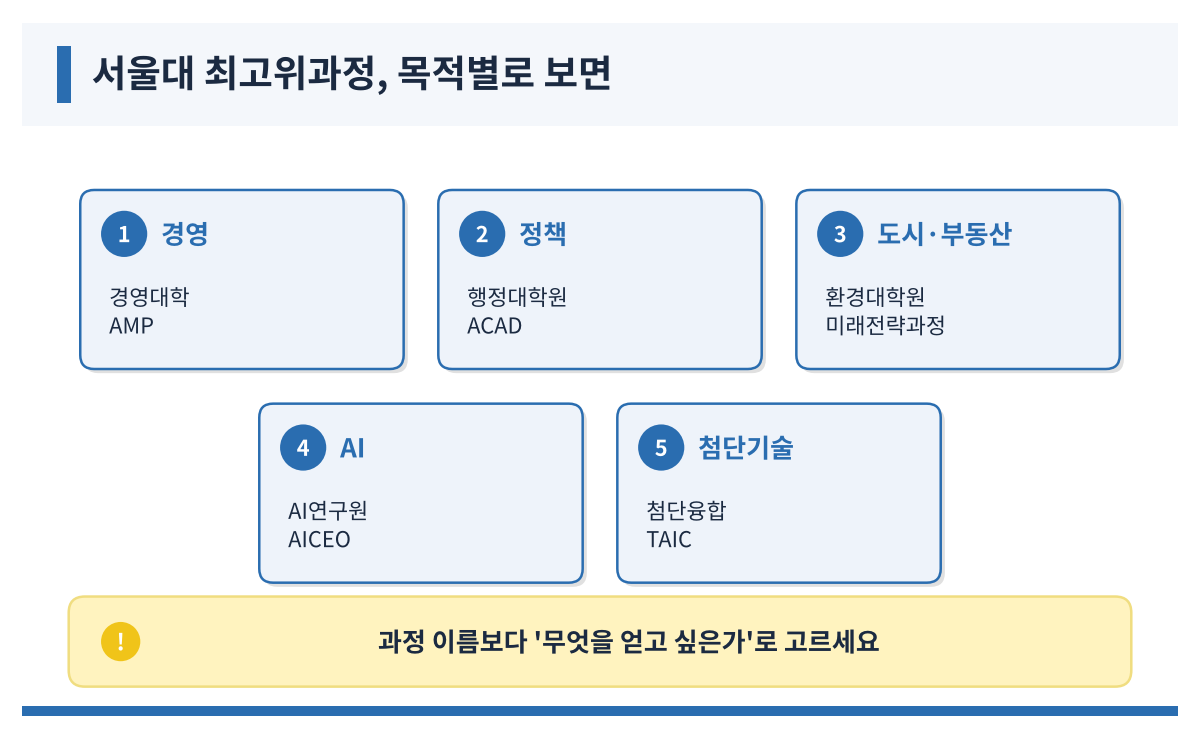 서울대 최고위과정, 목적별로 보면
1 경영
경영대학
AMP
2 정책
행정대학원
ACAD
3 도시·부동산
환경대학원
미래전략과정
4 AI
AI연구원
AICEO
5 첨단기술
첨단융합
TAIC
! 과정 이름보다 '무엇을 얻고 싶은가'로 고르세요